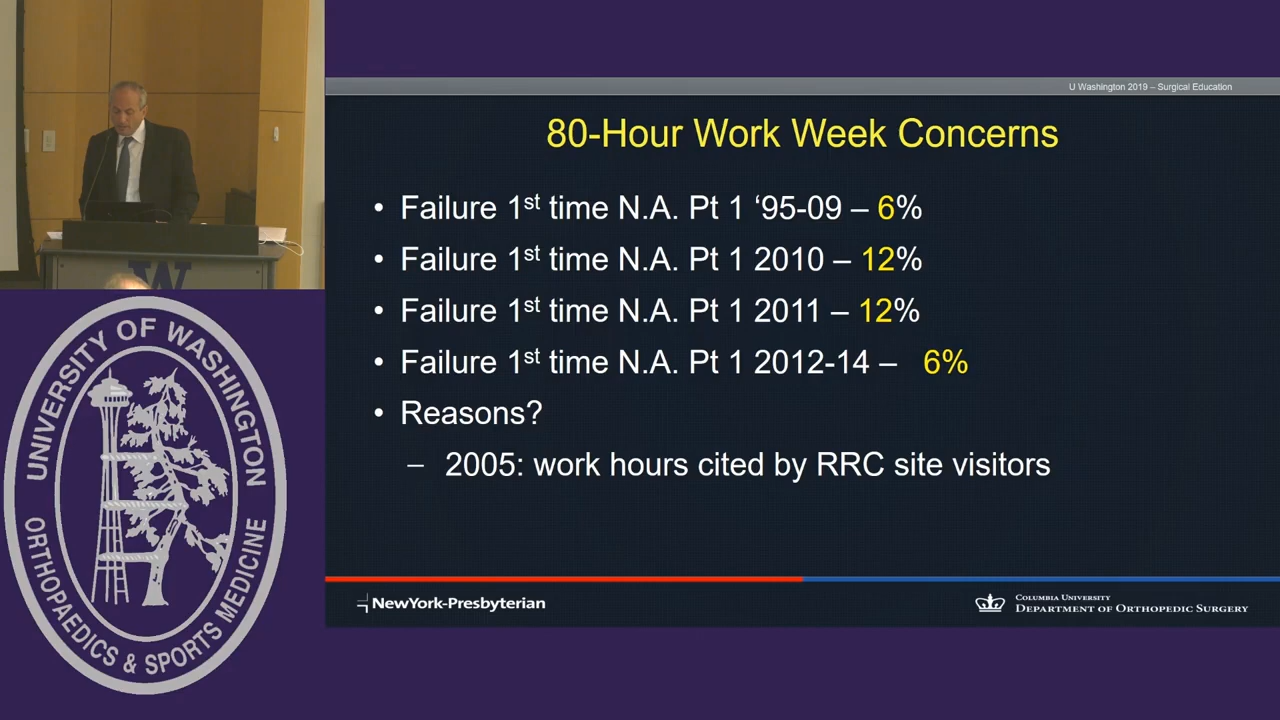 U Washington 2019 – Surgical Education
80-Hour Work Week Concerns
• Failure 1st time N.A. Pt 1 ‘95-09 – 6%
• Failure 1st time N.A. Pt 1 2010 – 12%
• Failure 1st time N.A. Pt 1 2011 – 12%
• Failure 1st time N.A. Pt 1 2012-14 – 6%
• Reasons?
– 2005: work hours cited by RRC site visitors
NewYork-Presbyterian
COLUMBIA UNIVERSITY
DEPARTMENT OF ORTHOPEDIC SURGERY
W
UNIVERSITY OF WASHINGTON
ORTHOPAEDICS & SPORTS MEDICINE